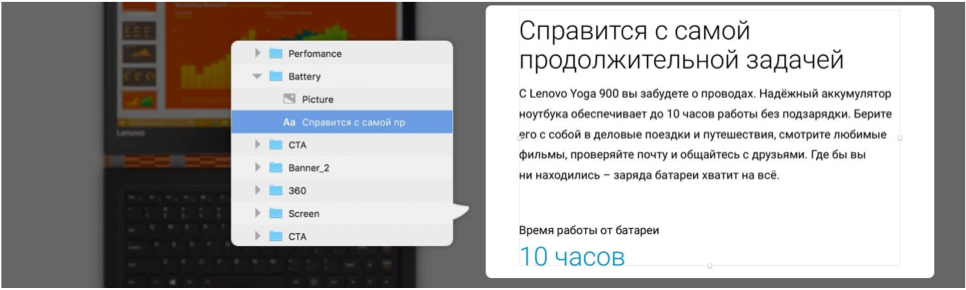 Lenovo
Perfomance
Battery
Picture
Aa Справится с самой пр
CTA
Banner_2
360
Screen
CTA
Справится с самой
продолжительной задачей
С Lenovo Yoga 900 вы забудете о проводах. Надёжный аккумулятор
ноутбука обеспечивает до 10 часов работы без подзарядки. Берите
его с собой в деловые поездки и путешествия, смотрите любимые
фильмы, проверяйте почту и общайтесь с друзьями. Где бы вы
ни находились – заряда батареи хватит на всё.
Время работы от батареи
10 часов